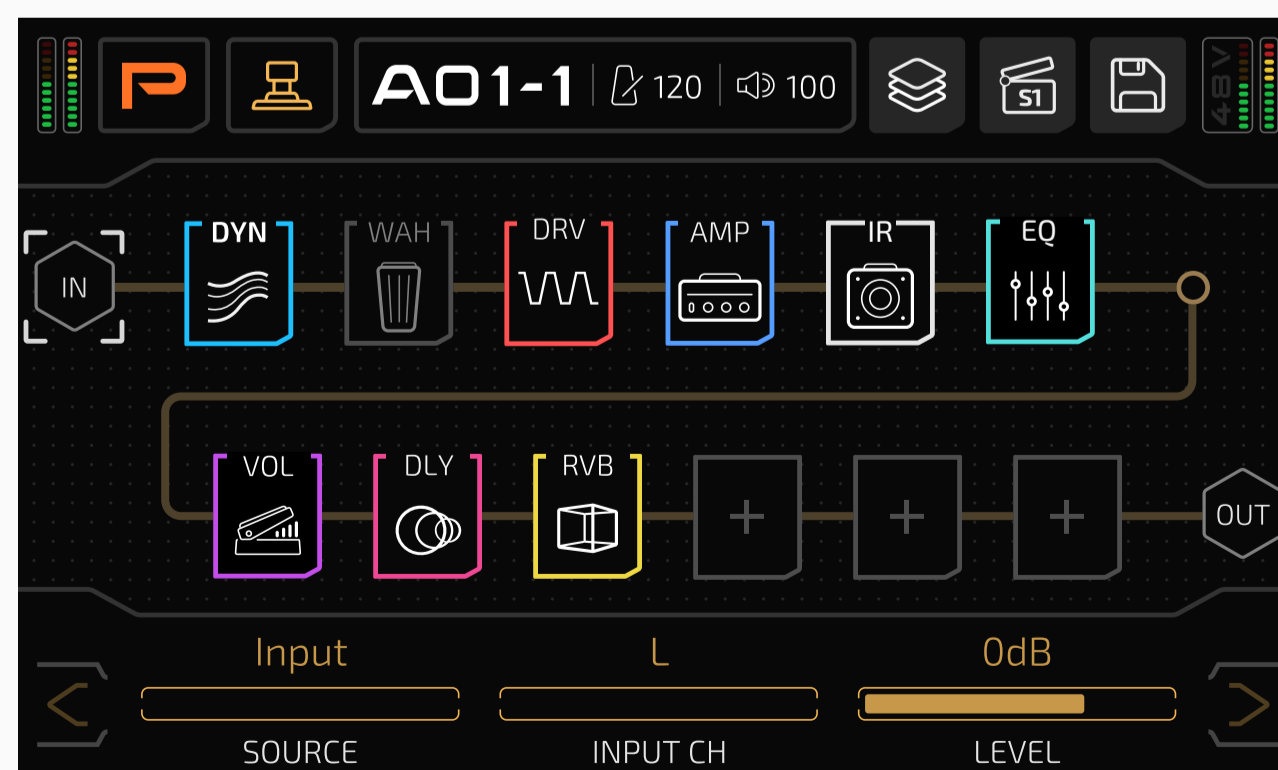 A01-1 120 100 S1 48V
IN DYN WAH DRV AMP IR EQ
VOL DLY RVB + + + OUT
Input L 0dB
SOURCE INPUT CH LEVEL